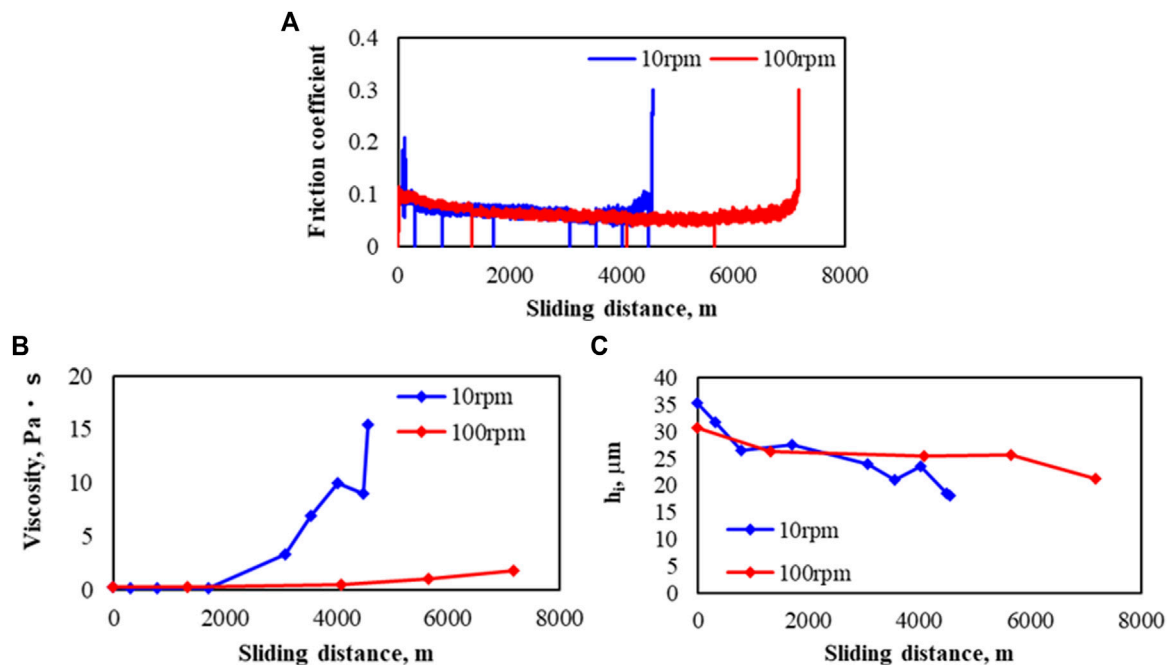 A
0.4
0.3
0.2
0.1
0
Friction coefficient
10rpm
100rpm
0 2000 4000 6000 8000
Sliding distance, m
B
20
15
10
5
0
Viscosity, Pa・s
10rpm
100rpm
0 2000 4000 6000 8000
Sliding distance, m
C
40
35
30
25
20
15
10
5
0
hᵢ, μm
10rpm
100rpm
0 2000 4000 6000 8000
Sliding distance, m